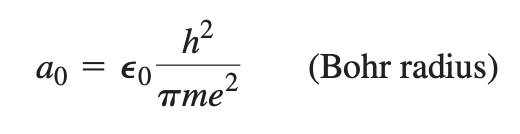 a₀ = ϵ₀ h²/πme² (Bohr radius)